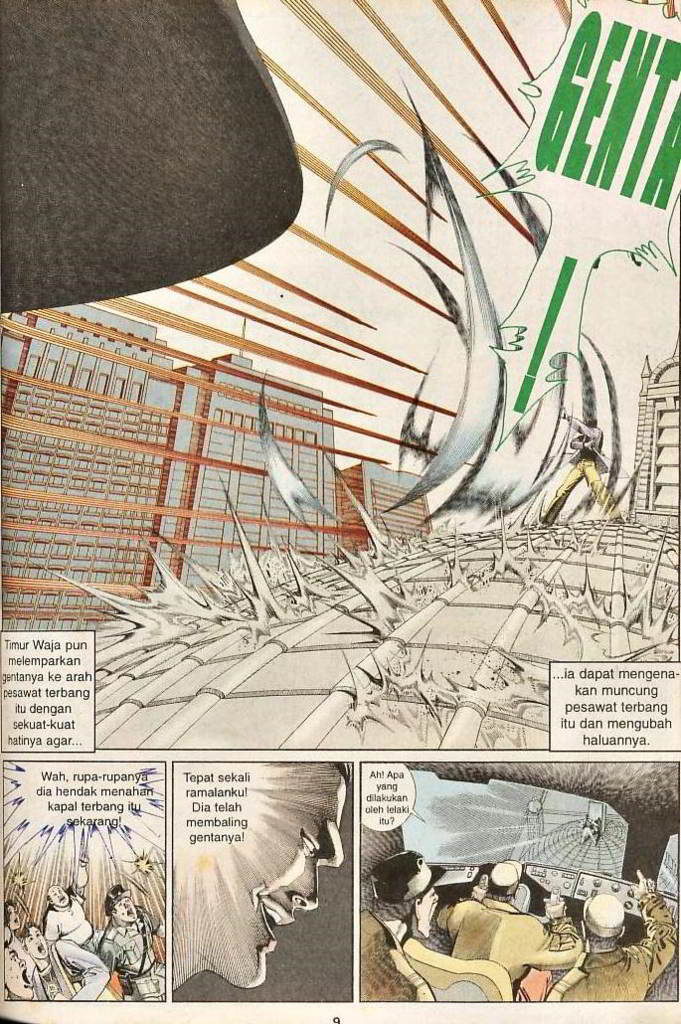 GENTA
!
Timur Waja pun
melemparkan
gentanya ke arah
pesawat terbang
itu dengan
sekuat-kuat
hatinya agar...
...ia dapat mengena-
kan muncung
pesawat terbang
itu dan mengubah
haluannya.
Wah, rupa-rupanya
dia hendak menahan
kapal terbang itu
sekarang!
Tepat sekali
ramalanku!
Dia telah
membaling
gentanya!
Ah! Apa
yang
dilakukan
oleh lelaki
itu?
9